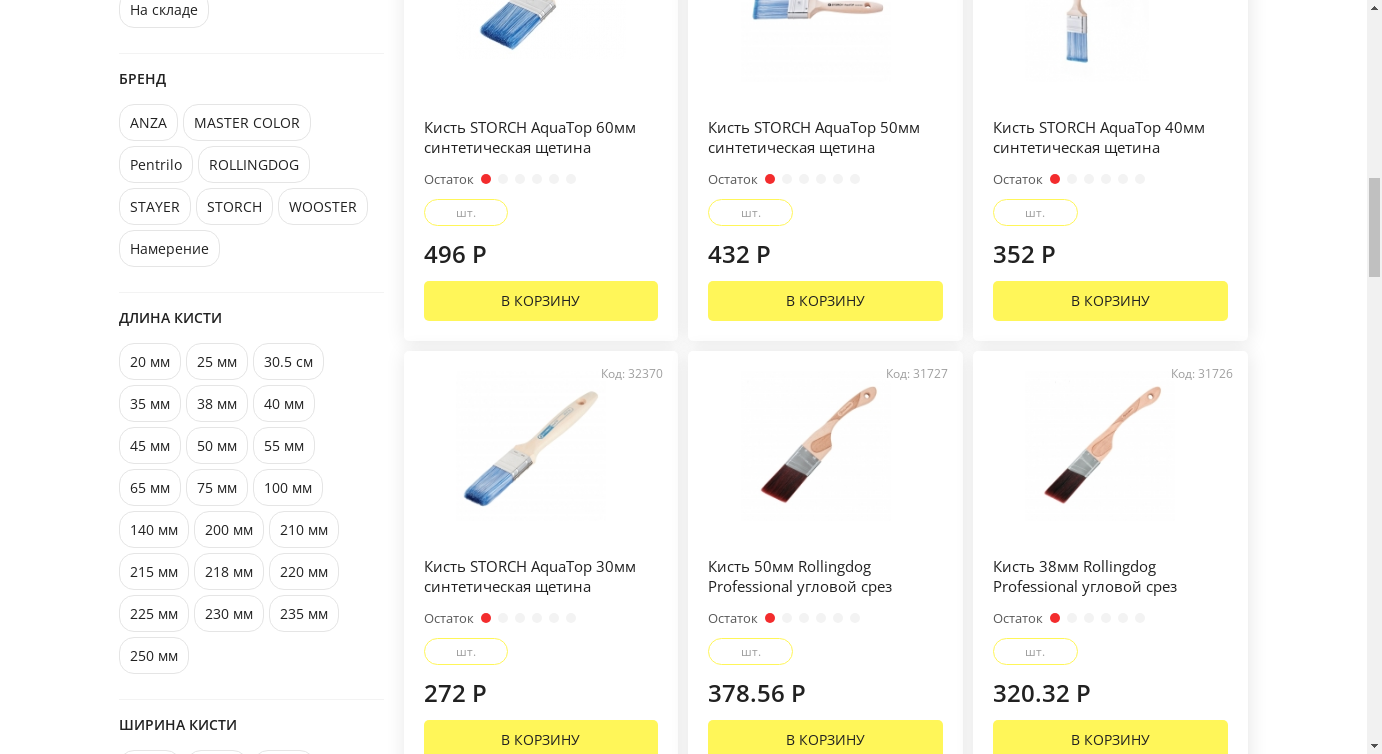 На складе
БРЕНД
ANZA
MASTER COLOR
Pentrilo
ROLLINGDOG
STAYER
STORCH
WOOSTER
Намерение
ДЛИНА КИСТИ
20 мм
25 мм
30.5 см
35 мм
38 мм
40 мм
45 мм
50 мм
55 мм
65 мм
75 мм
100 мм
140 мм
200 мм
210 мм
215 мм
218 мм
220 мм
225 мм
230 мм
235 мм
250 мм
ШИРИНА КИСТИ
Кисть STORCH AquaTop 60мм
синтетическая щетина
Остаток
шт.
496 Р
В КОРЗИНУ
Кисть STORCH AquaTop 50мм
синтетическая щетина
Остаток
шт.
432 Р
В КОРЗИНУ
Кисть STORCH AquaTop 40мм
синтетическая щетина
Остаток
шт.
352 Р
В КОРЗИНУ
Код: 32370
Кисть STORCH AquaTop 30мм
синтетическая щетина
Остаток
шт.
272 Р
В КОРЗИНУ
Код: 31727
Кисть 50мм Rollingdog
Professional угловой срез
Остаток
шт.
378.56 Р
В КОРЗИНУ
Код: 31726
Кисть 38мм Rollingdog
Professional угловой срез
Остаток
шт.
320.32 Р
В КОРЗИНУ